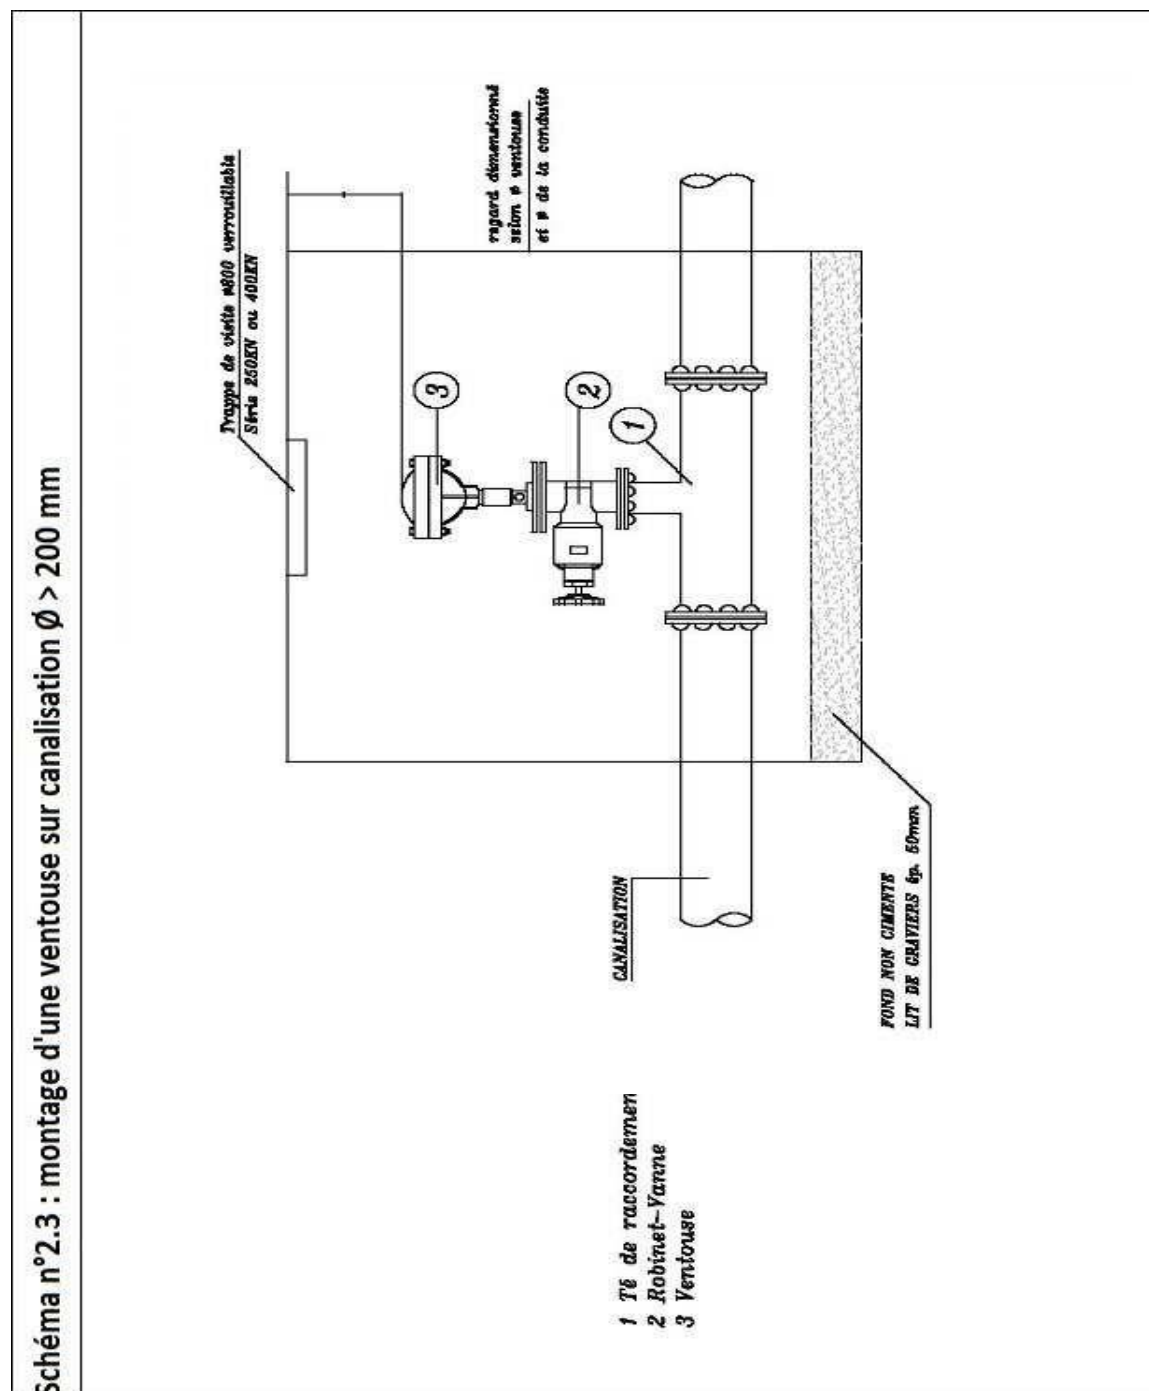 Schéma n°2.3 : montage d'une ventouse sur canalisation Ø > 200 mm
Trappe de visite ø800 verrouillable
Série 250KN ou 400KN
regard dimensionné
selon ø ventouse
et ø de la conduite
3
2
1
CANALISATION
FOND NON CIMENTE
LIT DE GRAVIERS ép. 50mm
1 Té de raccordemen
2 Robinet-Vanne
3 Ventouse